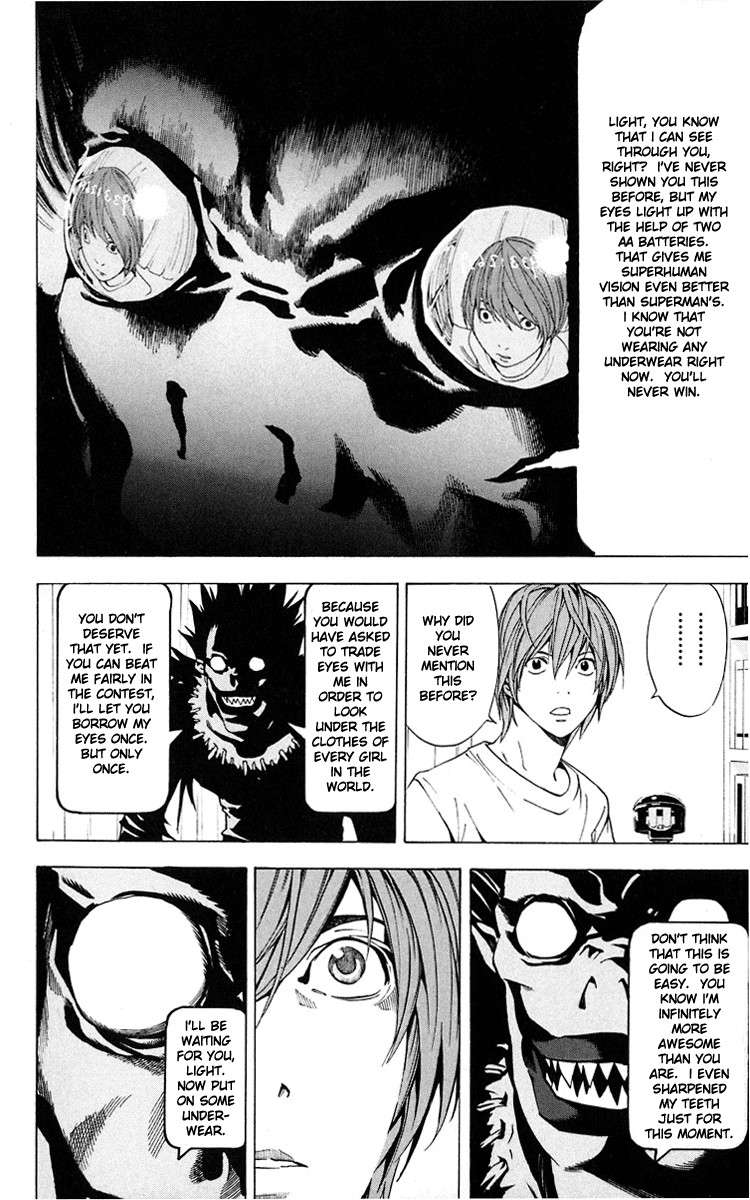 LIGHT, YOU KNOW
THAT I CAN SEE
THROUGH YOU,
RIGHT? I'VE NEVER
SHOWN YOU THIS
BEFORE, BUT MY
EYES LIGHT UP WITH
THE HELP OF TWO
AA BATTERIES.
THAT GIVES ME
SUPERHUMAN
VISION EVEN BETTER
THAN SUPERMAN'S.
I KNOW THAT
YOU'RE NOT
WEARING ANY
UNDERWEAR RIGHT
NOW. YOU'LL
NEVER WIN.
.........
WHY DID
YOU
NEVER
MENTION
THIS
BEFORE?
BECAUSE
YOU WOULD
HAVE ASKED
TO TRADE
EYES WITH
ME IN
ORDER TO
LOOK
UNDER THE
CLOTHES OF
EVERY GIRL
IN THE
WORLD.
YOU DON'T
DESERVE
THAT YET. IF
YOU CAN BEAT
ME FAIRLY IN
THE CONTEST,
I'LL LET YOU
BORROW MY
EYES ONCE.
BUT ONLY
ONCE.
DON'T THINK
THAT THIS IS
GOING TO BE
EASY. YOU
KNOW I'M
INFINITELY
MORE
AWESOME
THAN YOU
ARE. I EVEN
SHARPENED
MY TEETH
JUST FOR
THIS MOMENT.
I'LL BE
WAITING
FOR YOU,
LIGHT.
NOW PUT
ON SOME
UNDER-
WEAR.